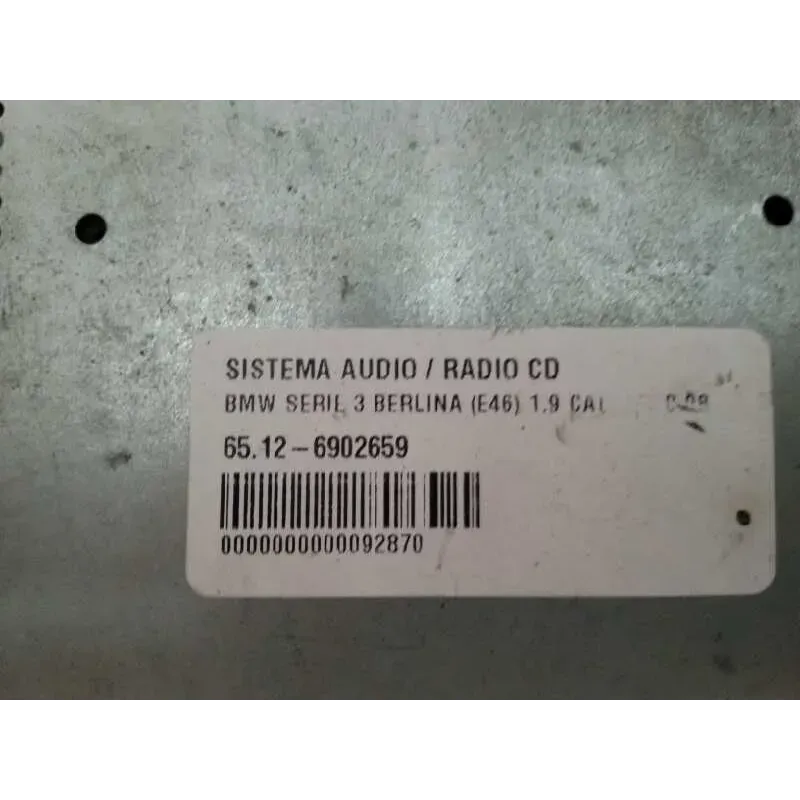 SISTEMA AUDIO / RADIO CD
BMW SERIE 3 BERLINA (E46) 1.9 CAT
65.12-6902659
0000000000092870